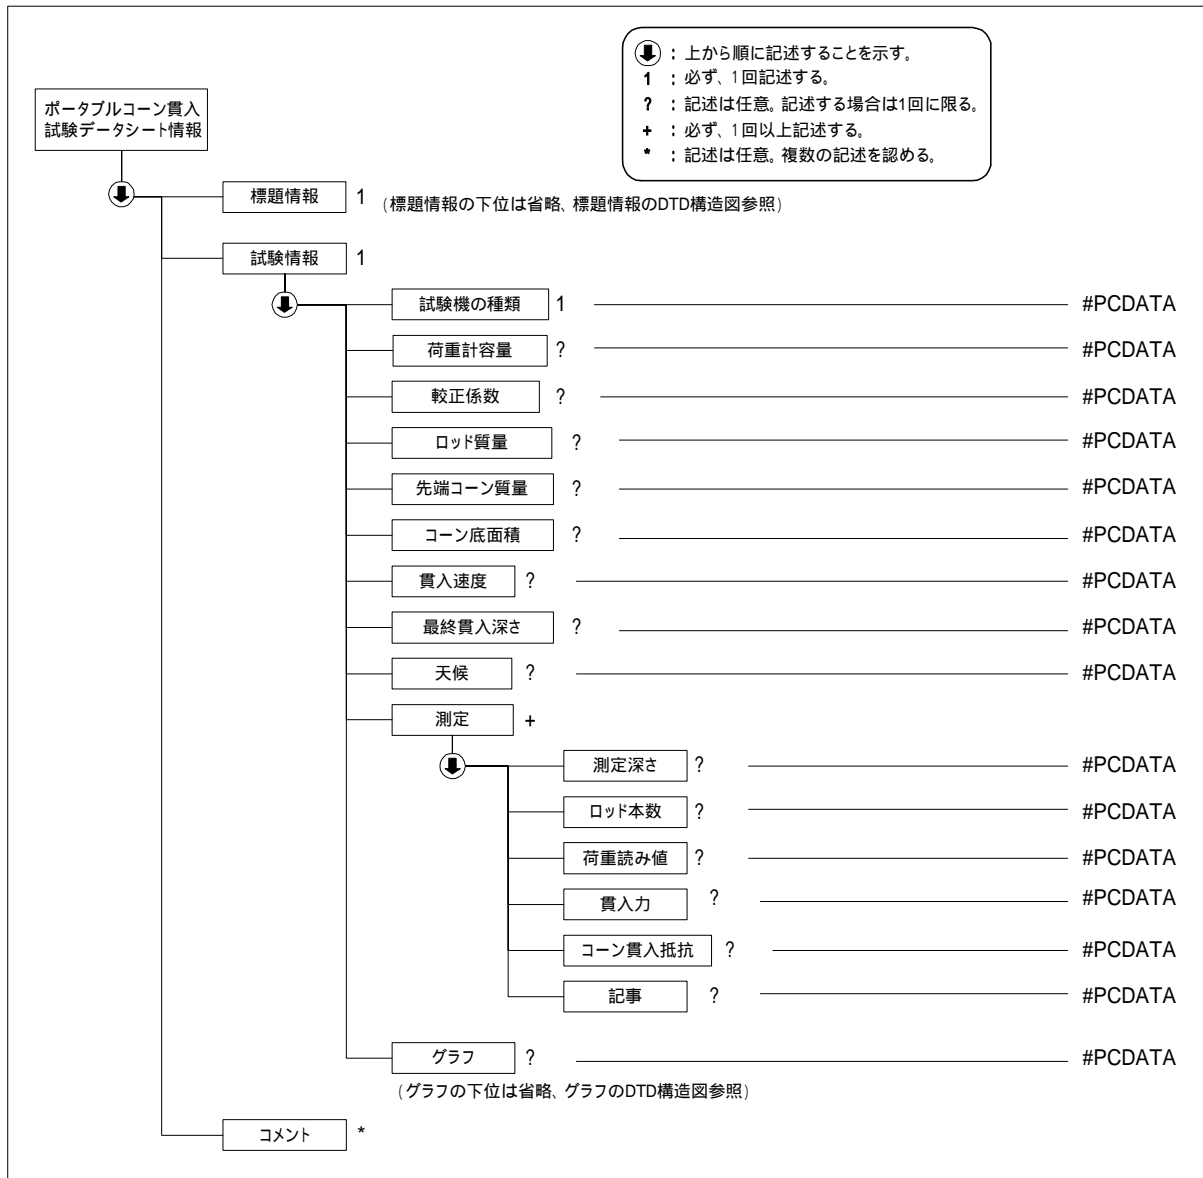 : 上から順に記述することを示す。
1 : 必ず、1回記述する。
? : 記述は任意。記述する場合は1回に限る。
+ : 必ず、1回以上記述する。
* : 記述は任意。複数の記述を認める。
ポータブルコーン貫入
試験データシート情報
標題情報 1 (標題情報の下位は省略、標題情報のDTD構造図参照)
試験情報 1
試験機の種類 1 #PCDATA
荷重計容量 ? #PCDATA
較正係数 ? #PCDATA
ロッド質量 ? #PCDATA
先端コーン質量 ? #PCDATA
コーン底面積 ? #PCDATA
貫入速度 ? #PCDATA
最終貫入深さ ? #PCDATA
天候 ? #PCDATA
測定 +
測定深さ ? #PCDATA
ロッド本数 ? #PCDATA
荷重読み値 ? #PCDATA
貫入力 ? #PCDATA
コーン貫入抵抗 ? #PCDATA
記事 ? #PCDATA
グラフ ? #PCDATA
(グラフの下位は省略、グラフのDTD構造図参照)
コメント *